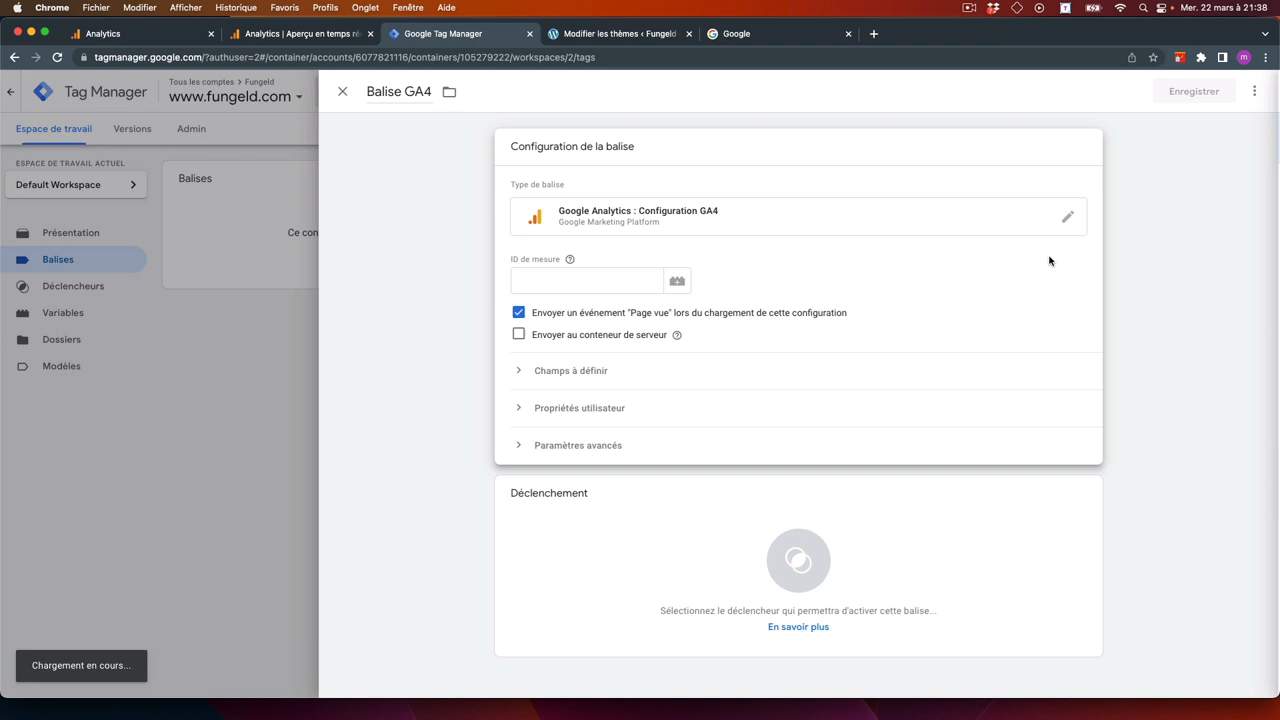 Chrome Fichier Modifier Afficher Historique Favoris Profils Onglet Fenêtre Aide Mer. 22 mars à 21:38
Analytics Analytics | Aperçu en temps ré Google Tag Manager Modifier les thèmes ‹ Fungeld Google
tagmanager.google.com/?authuser=2#/container/accounts/6077821116/containers/105279222/workspaces/2/tags
Tag Manager
Tous les comptes > Fungeld
www.fungeld.com
Balise GA4
Enregistrer
Espace de travail Versions Admin
ESPACE DE TRAVAIL ACTUEL
Default Workspace
Présentation
Balises
Déclencheurs
Variables
Dossiers
Modèles
Balises
Ce con
Configuration de la balise
Type de balise
Google Analytics : Configuration GA4
Google Marketing Platform
ID de mesure
Envoyer un événement "Page vue" lors du chargement de cette configuration
Envoyer au conteneur de serveur
Champs à définir
Propriétés utilisateur
Paramètres avancés
Déclenchement
Sélectionnez le déclencheur qui permettra d'activer cette balise...
En savoir plus
Chargement en cours...